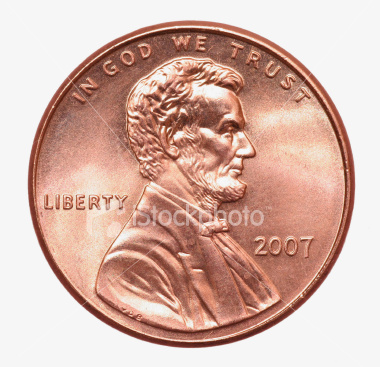 IN GOD WE TRUST
LIBERTY
iStockphoto
2007